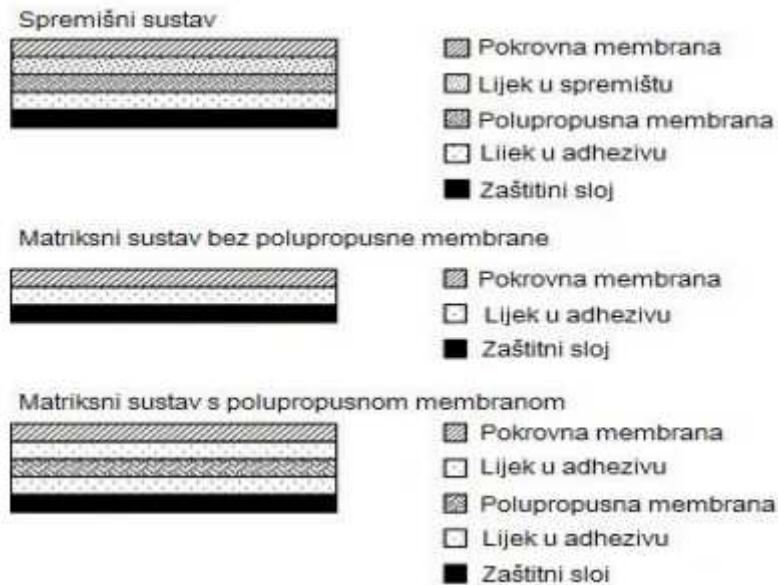 Spremišni sustav
Pokrovna membrana
Lijek u spremištu
Polupropusna membrana
Liiek u adhezivu
Zaštitini sloj
Matriksni sustav bez polupropusne membrane
Pokrovna membrana
Lijek u adhezivu
Zaštitni sloj
Matriksni sustav s polupropusnom membranom
Pokrovna membrana
Lijek u adhezivu
Polupropusna membrana
Lijek u adhezivu
Zaštitni sloi